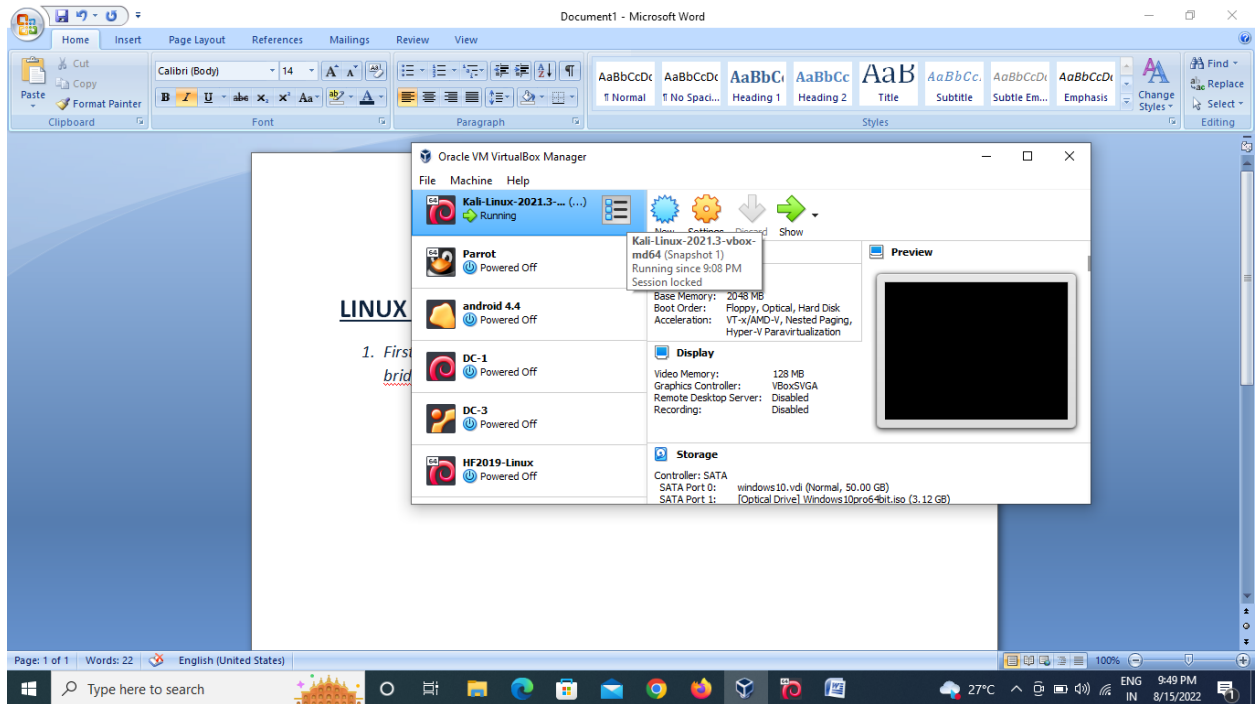 Document1 - Microsoft Word
Home Insert Page Layout References Mailings Review View
Cut
Copy
Format Painter
Paste
Clipboard
Calibri (Body) 14
Font
Paragraph
AaBbCcDc AaBbCcDc AaBbC AaBbCc AaB AaBbCc. AaBbCcDc AaBbCcDc
¶ Normal ¶ No Spaci... Heading 1 Heading 2 Title Subtitle Subtle Em... Emphasis
Change Styles
Styles
Find
Replace
Select
Editing
LINUX
1. First
brid
Oracle VM VirtualBox Manager
File Machine Help
Kali-Linux-2021.3-... (...)
Running
Parrot
Powered Off
android 4.4
Powered Off
DC-1
Powered Off
DC-3
Powered Off
HF2019-Linux
Powered Off
New Settings Discard Show
Kali-Linux-2021.3-vbox-
md64 (Snapshot 1)
Running since 9:08 PM
Session locked
Base Memory: 2048 MB
Boot Order: Floppy, Optical, Hard Disk
Acceleration: VT-x/AMD-V, Nested Paging,
Hyper-V Paravirtualization
Display
Video Memory: 128 MB
Graphics Controller: VBoxSVGA
Remote Desktop Server: Disabled
Recording: Disabled
Storage
Controller: SATA
SATA Port 0: windows10.vdi (Normal, 50.00 GB)
SATA Port 1: [Optical Drive] Windows10pro64bit.iso (3.12 GB)
Preview
Page: 1 of 1 Words: 22 English (United States) 100%
Type here to search
27°C
ENG
IN
9:49 PM
8/15/2022